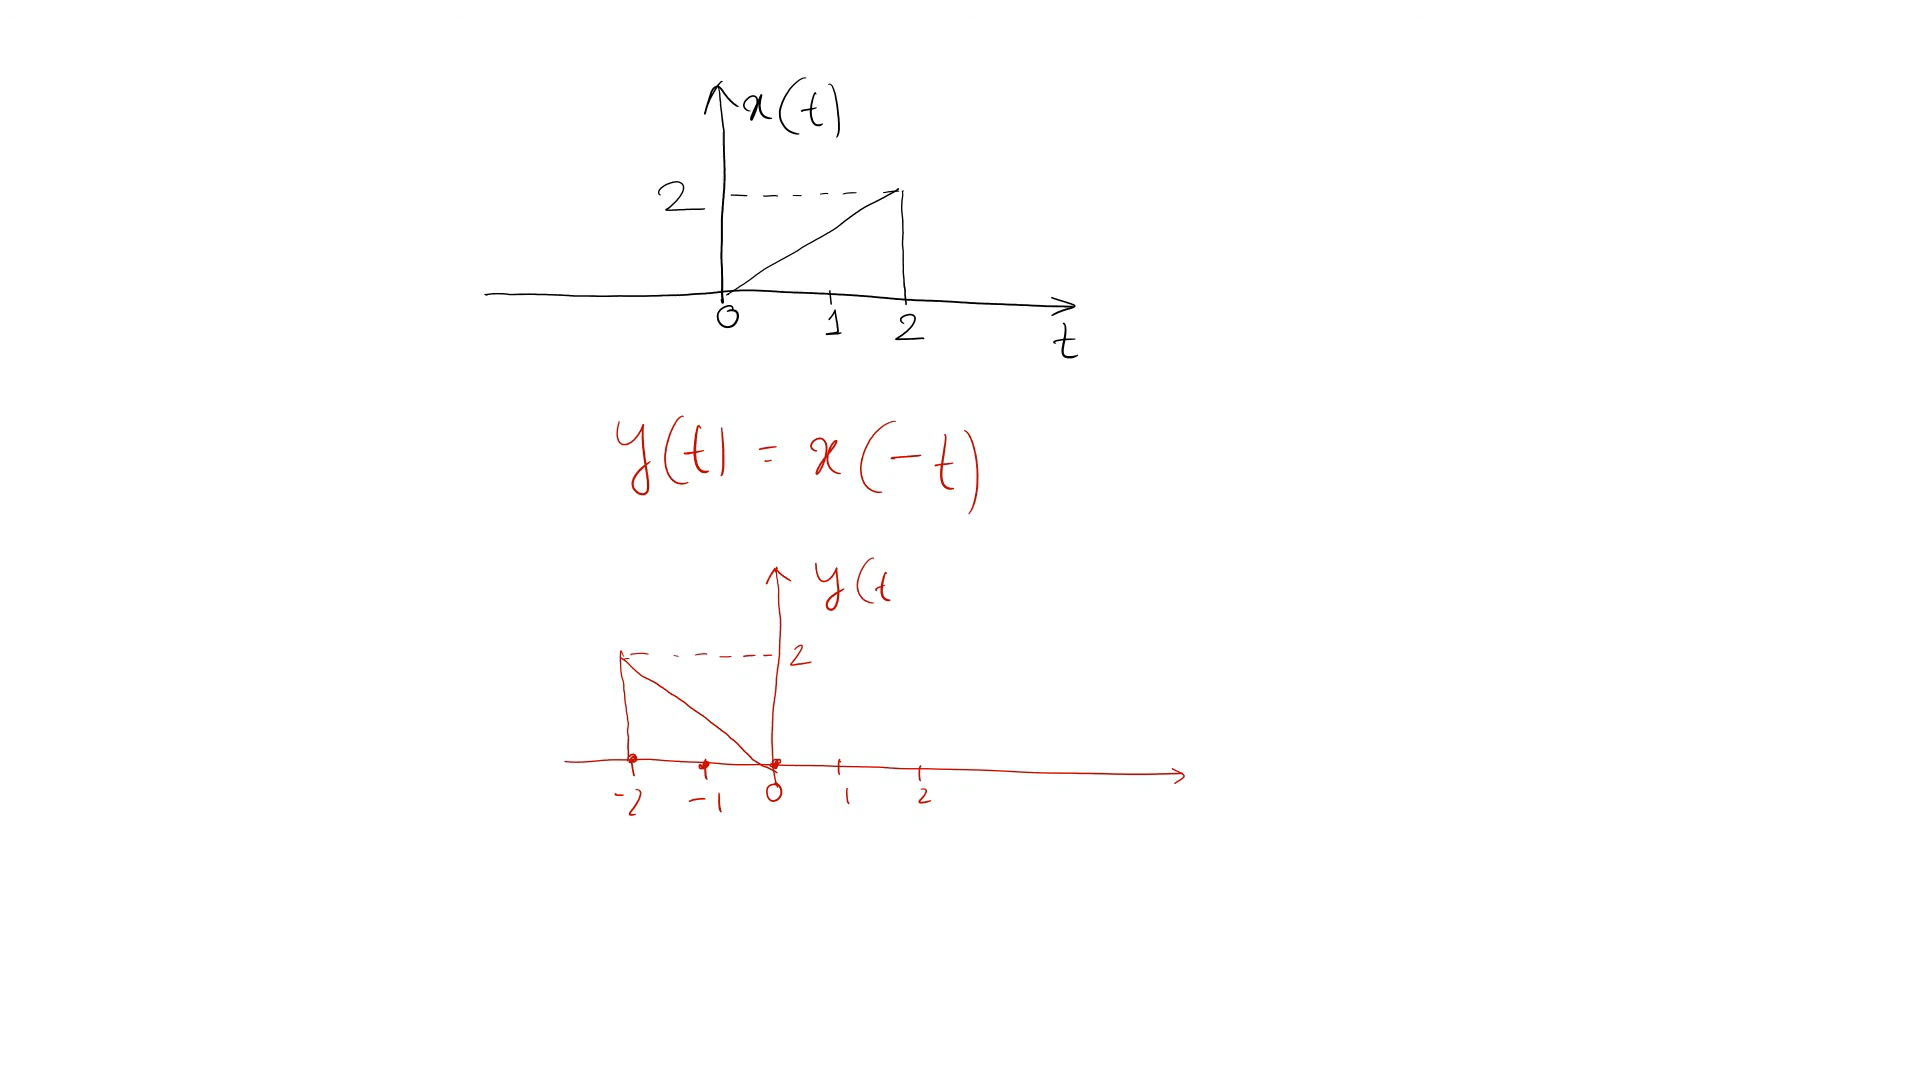 x(t)
2
0 1 2
t
y(t) = x(-t)
y(t
2
-2 -1 0 1 2